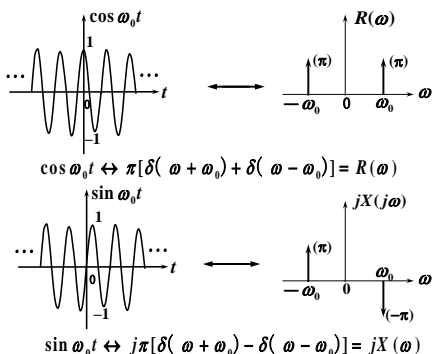 cos ω₀t
R(ω)
1
(π) (π)
... ...
0 t
−ω₀ 0 ω₀ ω
−1
cos ω₀t ↔ π[δ( ω + ω₀) + δ( ω − ω₀)] = R(ω)
sin ω₀t
jX(jω)
1
... ...
(π)
0 t
−ω₀ 0 ω₀ ω
−1
(−π)
sin ω₀t ↔ jπ[δ( ω + ω₀) − δ( ω − ω₀)] = jX(ω)